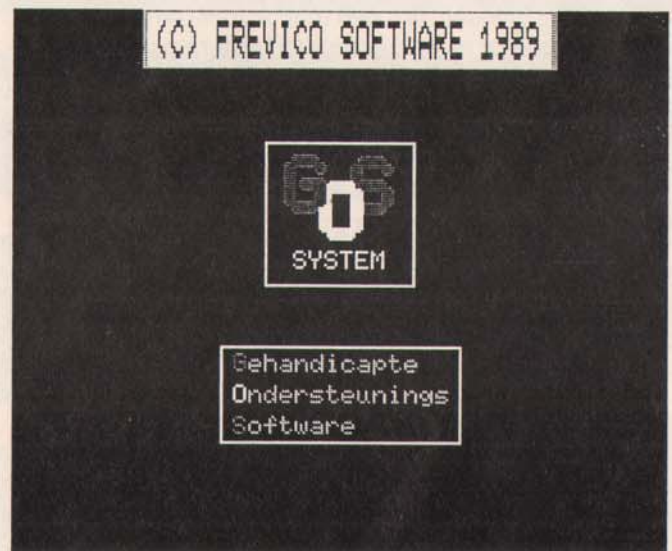 (C) FREVICO SOFTWARE 1989
GOS
SYSTEM
Gehandicapte
Ondersteunings
Software